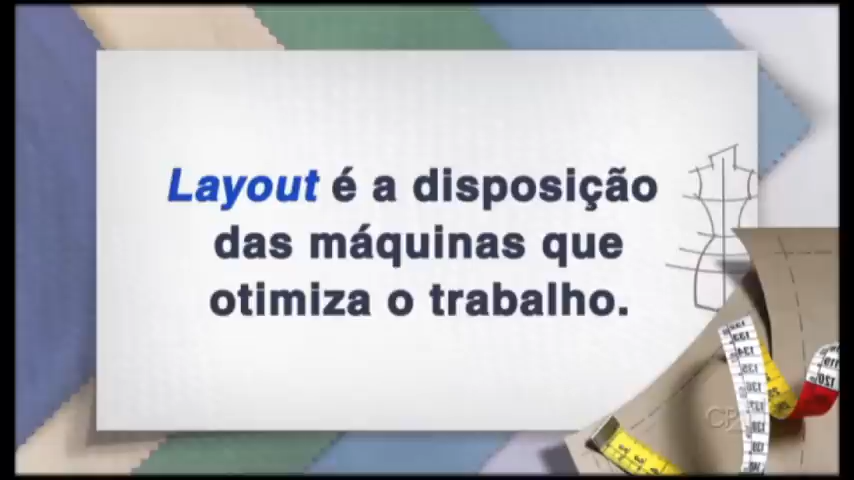 Layout é a disposição
das máquinas que
otimiza o trabalho.